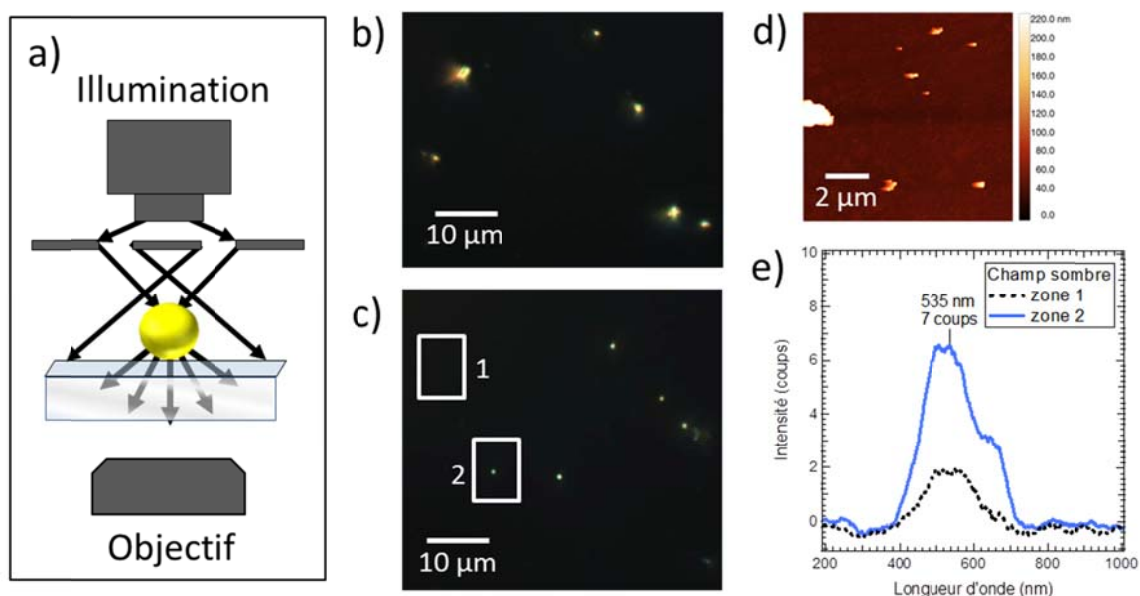 a)
Illumination
Objectif
b)
10 µm
c)
1
2
10 µm
d)
2 µm
220.0 nm
200.0
180.0
160.0
140.0
120.0
100.0
80.0
60.0
40.0
0.0
e)
Champ sombre
zone 1
zone 2
535 nm
7 coups
Intensité (coups)
10
8
6
4
2
0
200
400
600
800
1000
Longueur d'onde (nm)